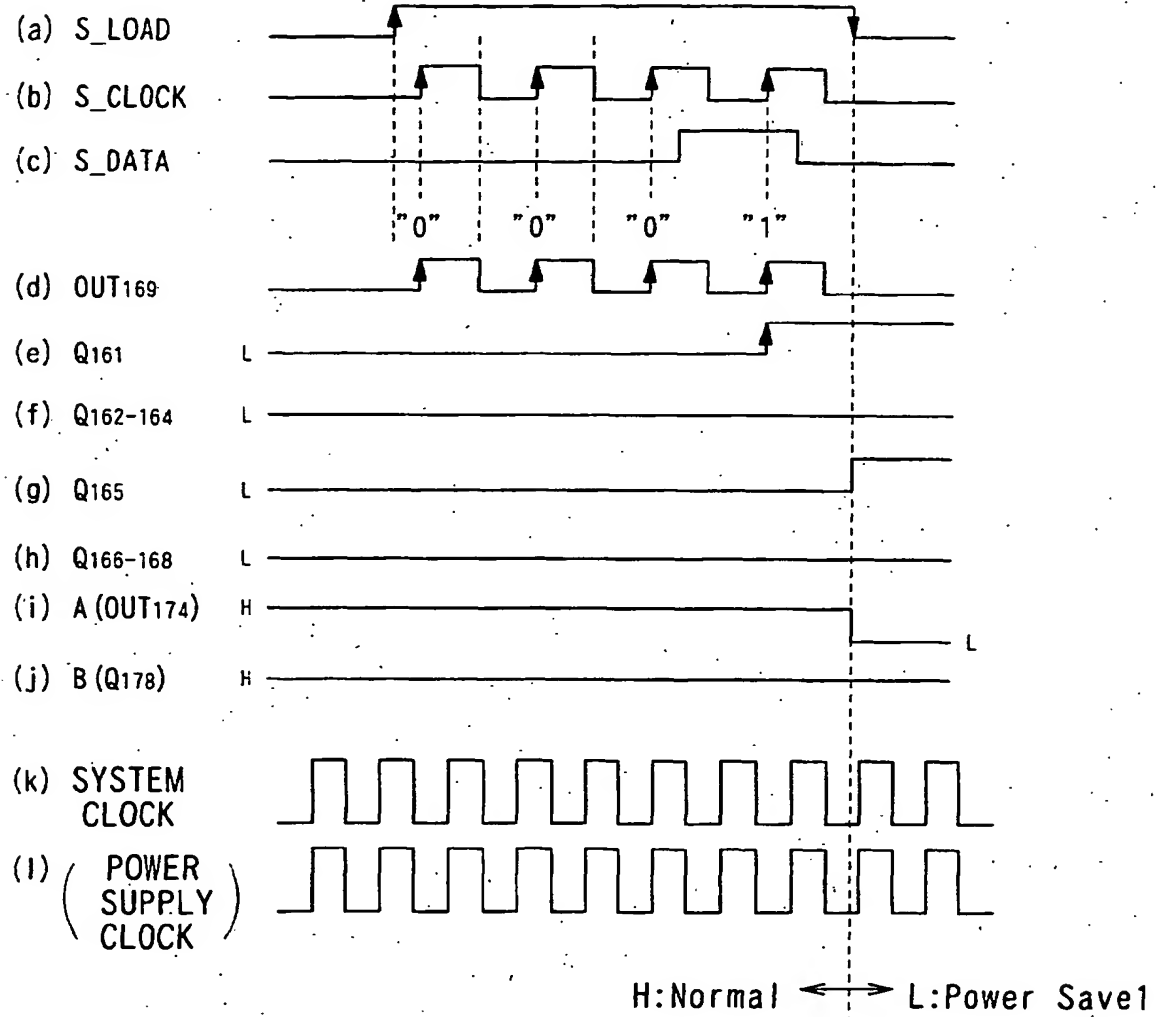 (a) S_LOAD
(b) S_CLOCK
(c) S_DATA
"0" "0" "0" "1"
(d) OUT169
(e) Q161 L
(f) Q162-164 L
(g) Q165 L
(h) Q166-168 L
(i) A(OUT174) H L
(j) B(Q178) H
(k) SYSTEM
CLOCK
(l) ( POWER
SUPPLY
CLOCK )
H:Normal L:Power Save1